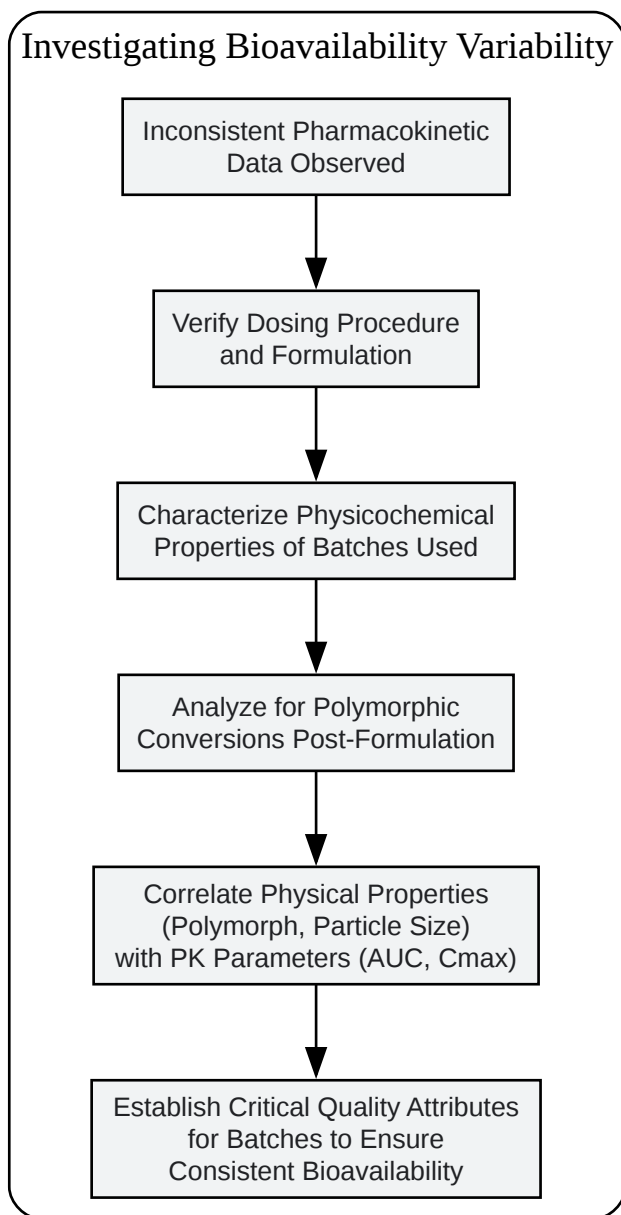 Investigating Bioavailability Variability
Inconsistent Pharmacokinetic
Data Observed
Verify Dosing Procedure
and Formulation
Characterize Physicochemical
Properties of Batches Used
Analyze for Polymorphic
Conversions Post-Formulation
Correlate Physical Properties
(Polymorph, Particle Size)
with PK Parameters (AUC, Cmax)
Establish Critical Quality Attributes
for Batches to Ensure
Consistent Bioavailability